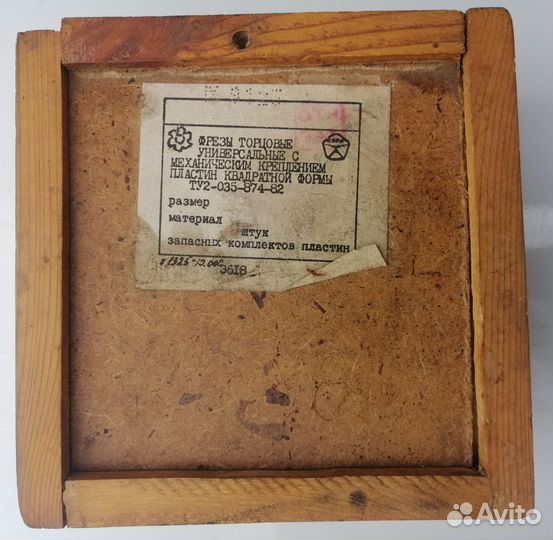 ФРЕЗЫ ТОРЦОВЫЕ
УНИВЕРСАЛЬНЫЕ С
МЕХАНИЧЕСКИМ КРЕПЛЕНИЕМ
ПЛАСТИН КВАДРАТНОЙ ФОРМЫ
ТУ2-035-874-82
размер
материал
штук
запасных комплектов пластин
Э6I8
Avito